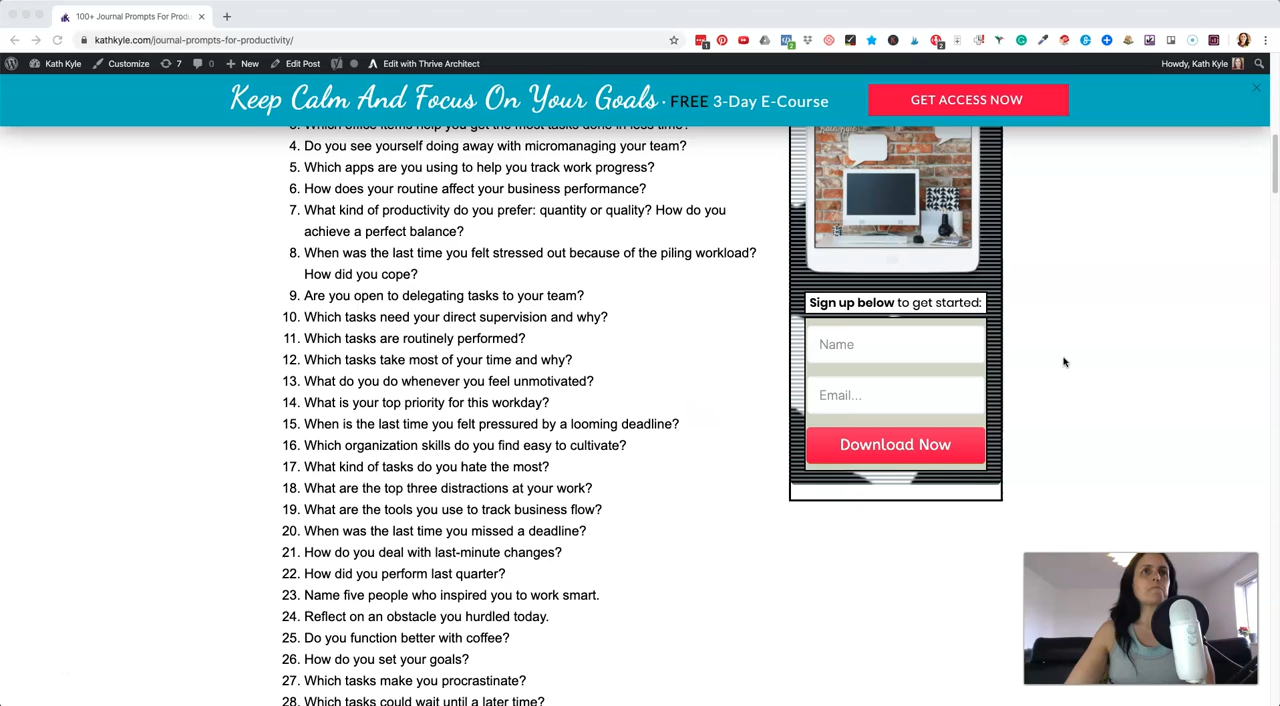 100+ Journal Prompts For Produ
kathkyle.com/journal-prompts-for-productivity/
Kath Kyle Customize 7 0 New Edit Post Edit with Thrive Architect Howdy, Kath Kyle
Keep Calm And Focus On Your Goals · FREE 3-Day E-Course GET ACCESS NOW
3. Which office items help you get the most tasks done in less time?
4. Do you see yourself doing away with micromanaging your team?
5. Which apps are you using to help you track work progress?
6. How does your routine affect your business performance?
7. What kind of productivity do you prefer: quantity or quality? How do you
achieve a perfect balance?
8. When was the last time you felt stressed out because of the piling workload?
How did you cope?
9. Are you open to delegating tasks to your team?
10. Which tasks need your direct supervision and why?
11. Which tasks are routinely performed?
12. Which tasks take most of your time and why?
13. What do you do whenever you feel unmotivated?
14. What is your top priority for this workday?
15. When is the last time you felt pressured by a looming deadline?
16. Which organization skills do you find easy to cultivate?
17. What kind of tasks do you hate the most?
18. What are the top three distractions at your work?
19. What are the tools you use to track business flow?
20. When was the last time you missed a deadline?
21. How do you deal with last-minute changes?
22. How did you perform last quarter?
23. Name five people who inspired you to work smart.
24. Reflect on an obstacle you hurdled today.
25. Do you function better with coffee?
26. How do you set your goals?
27. Which tasks make you procrastinate?
28. Which tasks could wait until a later time?
Sign up below to get started:
Name
Email...
Download Now